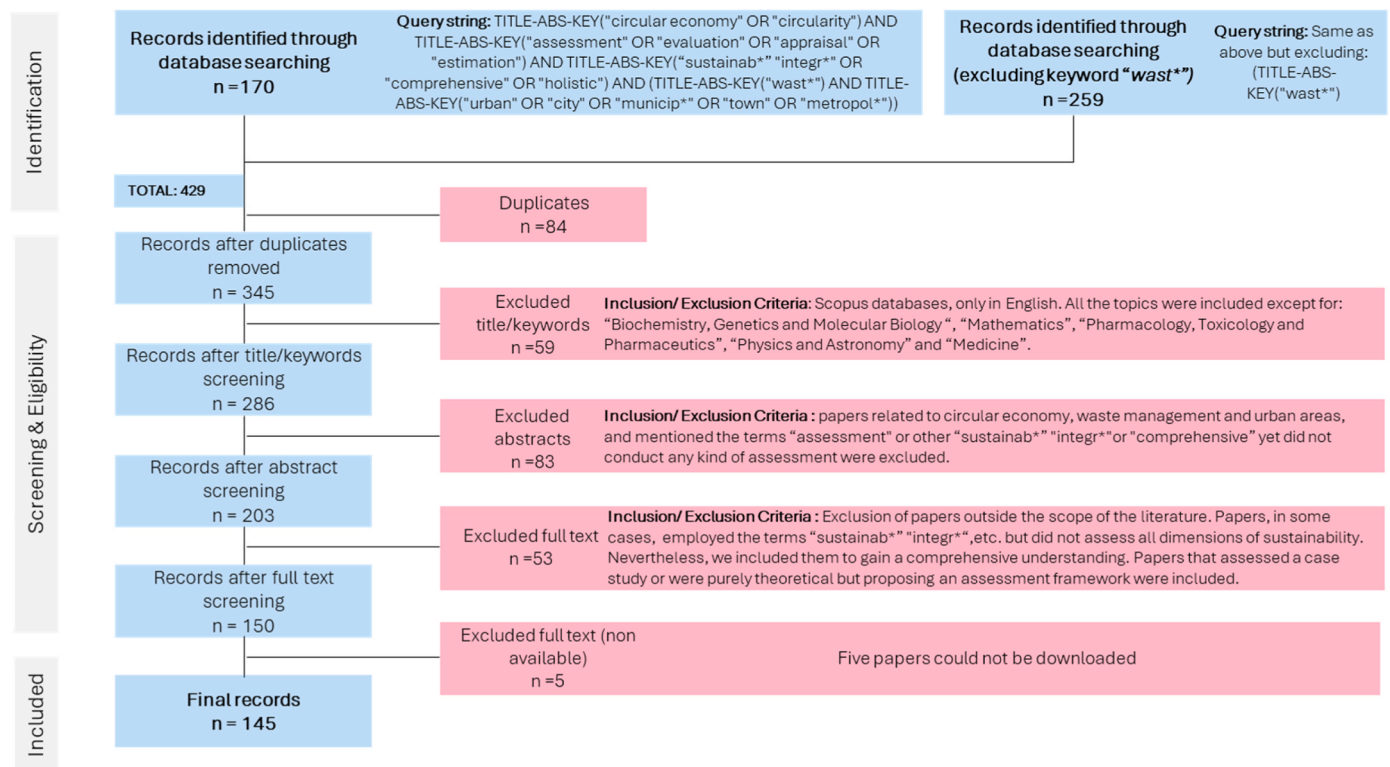 Identification
Records identified through
database searching
n =170
Query string: TITLE-ABS-KEY("circular economy" OR "circularity") AND
TITLE-ABS-KEY("assessment" OR "evaluation" OR "appraisal" OR
"estimation") AND TITLE-ABS-KEY(“sustainab*” "integr*" OR
"comprehensive" OR "holistic") AND (TITLE-ABS-KEY("wast*") AND TITLE-
ABS-KEY("urban" OR "city" OR "municip*" OR "town" OR "metropol*"))
Records identified through
database searching
(excluding keyword “wast*”)
n =259
Query string: Same as
above but excluding:
(TITLE-ABS-
KEY("wast*")
TOTAL: 429
Duplicates
n =84
Screening & Eligibility
Records after duplicates
removed
n = 345
Excluded
title/keywords
n =59
Inclusion/ Exclusion Criteria: Scopus databases, only in English. All the topics were included except for:
“Biochemistry, Genetics and Molecular Biology “, “Mathematics”, “Pharmacology, Toxicology and
Pharmaceutics”, “Physics and Astronomy” and “Medicine”.
Records after title/keywords
screening
n = 286
Excluded
abstracts
n =83
Inclusion/ Exclusion Criteria : papers related to circular economy, waste management and urban areas,
and mentioned the terms “assessment" or other “sustainab*” "integr*"or "comprehensive” yet did not
conduct any kind of assessment were excluded.
Records after abstract
screening
n = 203
Excluded full text
n =53
Inclusion/ Exclusion Criteria : Exclusion of papers outside the scope of the literature. Papers, in some
cases, employed the terms “sustainab*” "integr*“,etc. but did not assess all dimensions of sustainability.
Nevertheless, we included them to gain a comprehensive understanding. Papers that assessed a case
study or were purely theoretical but proposing an assessment framework were included.
Records after full text
screening
n = 150
Excluded full text (non
available)
n =5
Five papers could not be downloaded
Included
Final records
n = 145